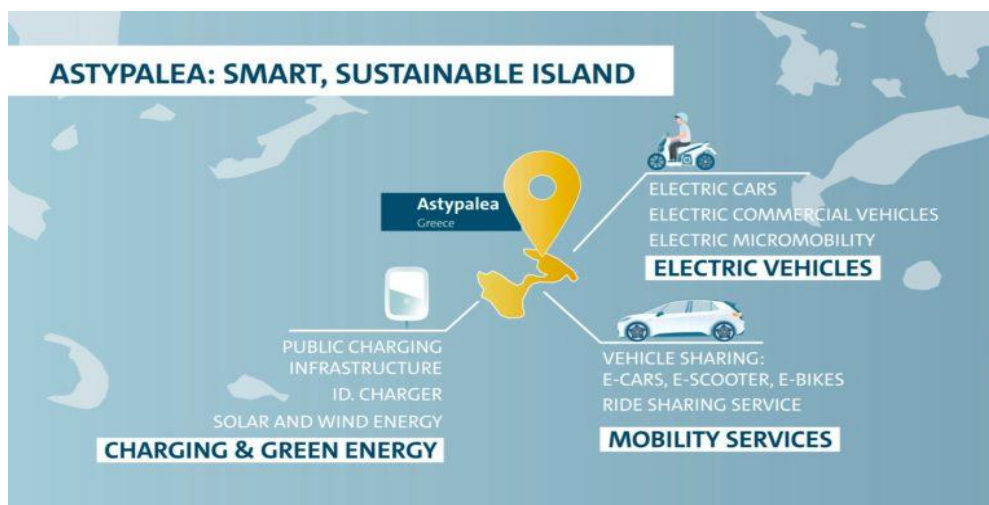 ASTYPALEA: SMART, SUSTAINABLE ISLAND
Astypalea
Greece
ELECTRIC CARS
ELECTRIC COMMERCIAL VEHICLES
ELECTRIC MICROMOBILITY
ELECTRIC VEHICLES
PUBLIC CHARGING
INFRASTRUCTURE
ID. CHARGER
SOLAR AND WIND ENERGY
CHARGING & GREEN ENERGY
VEHICLE SHARING:
E-CARS, E-SCOOTER, E-BIKES
RIDE SHARING SERVICE
MOBILITY SERVICES